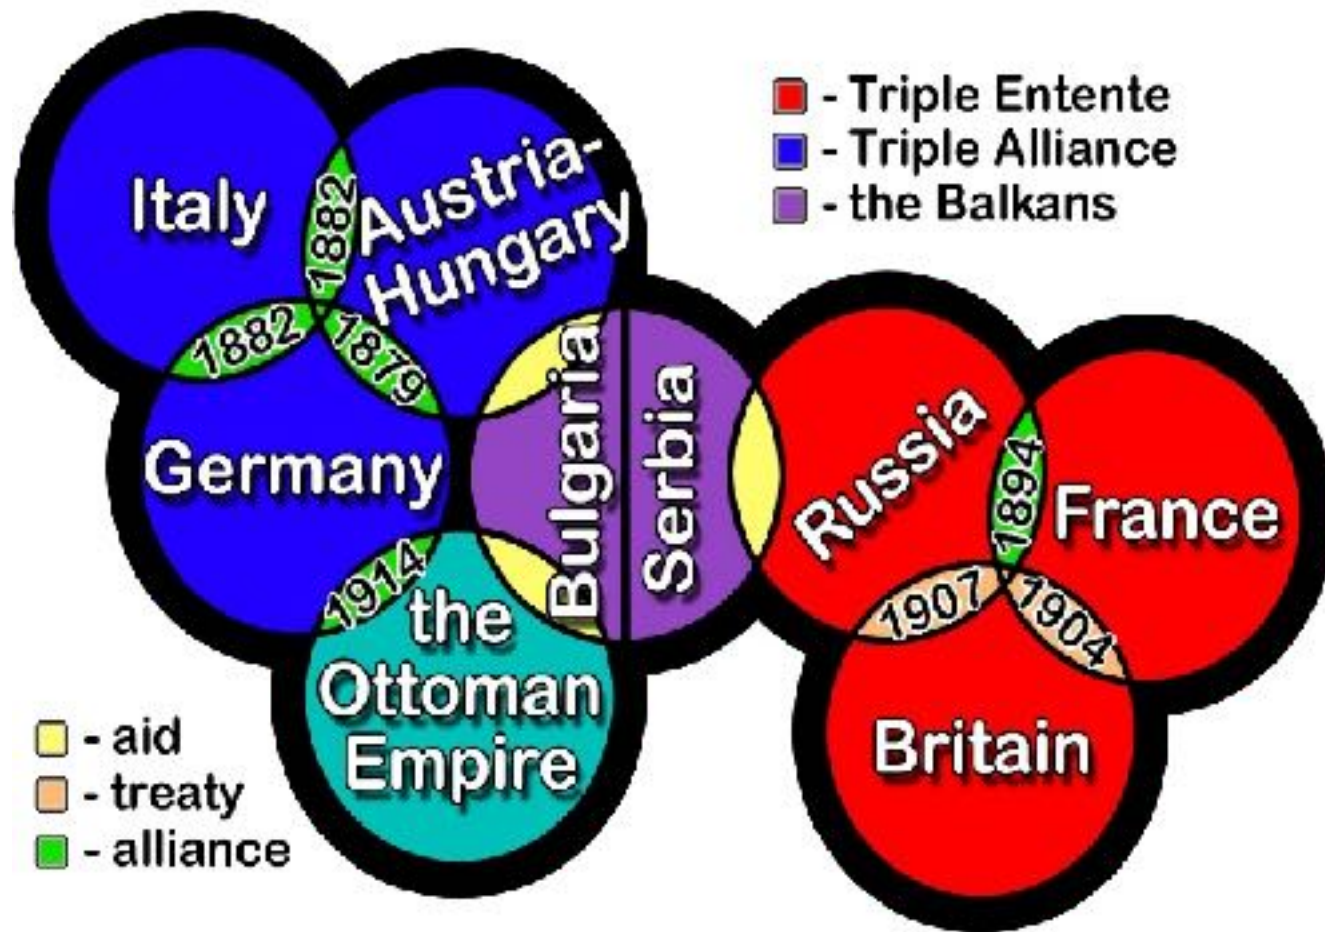 Italy
1882
Austria-
Hungary
- Triple Entente
- Triple Alliance
- the Balkans
1882
1879
Germany
Bulgaria
Serbia
Russia
1894
France
1914
the
Ottoman
Empire
1907
1904
Britain
- aid
- treaty
- alliance